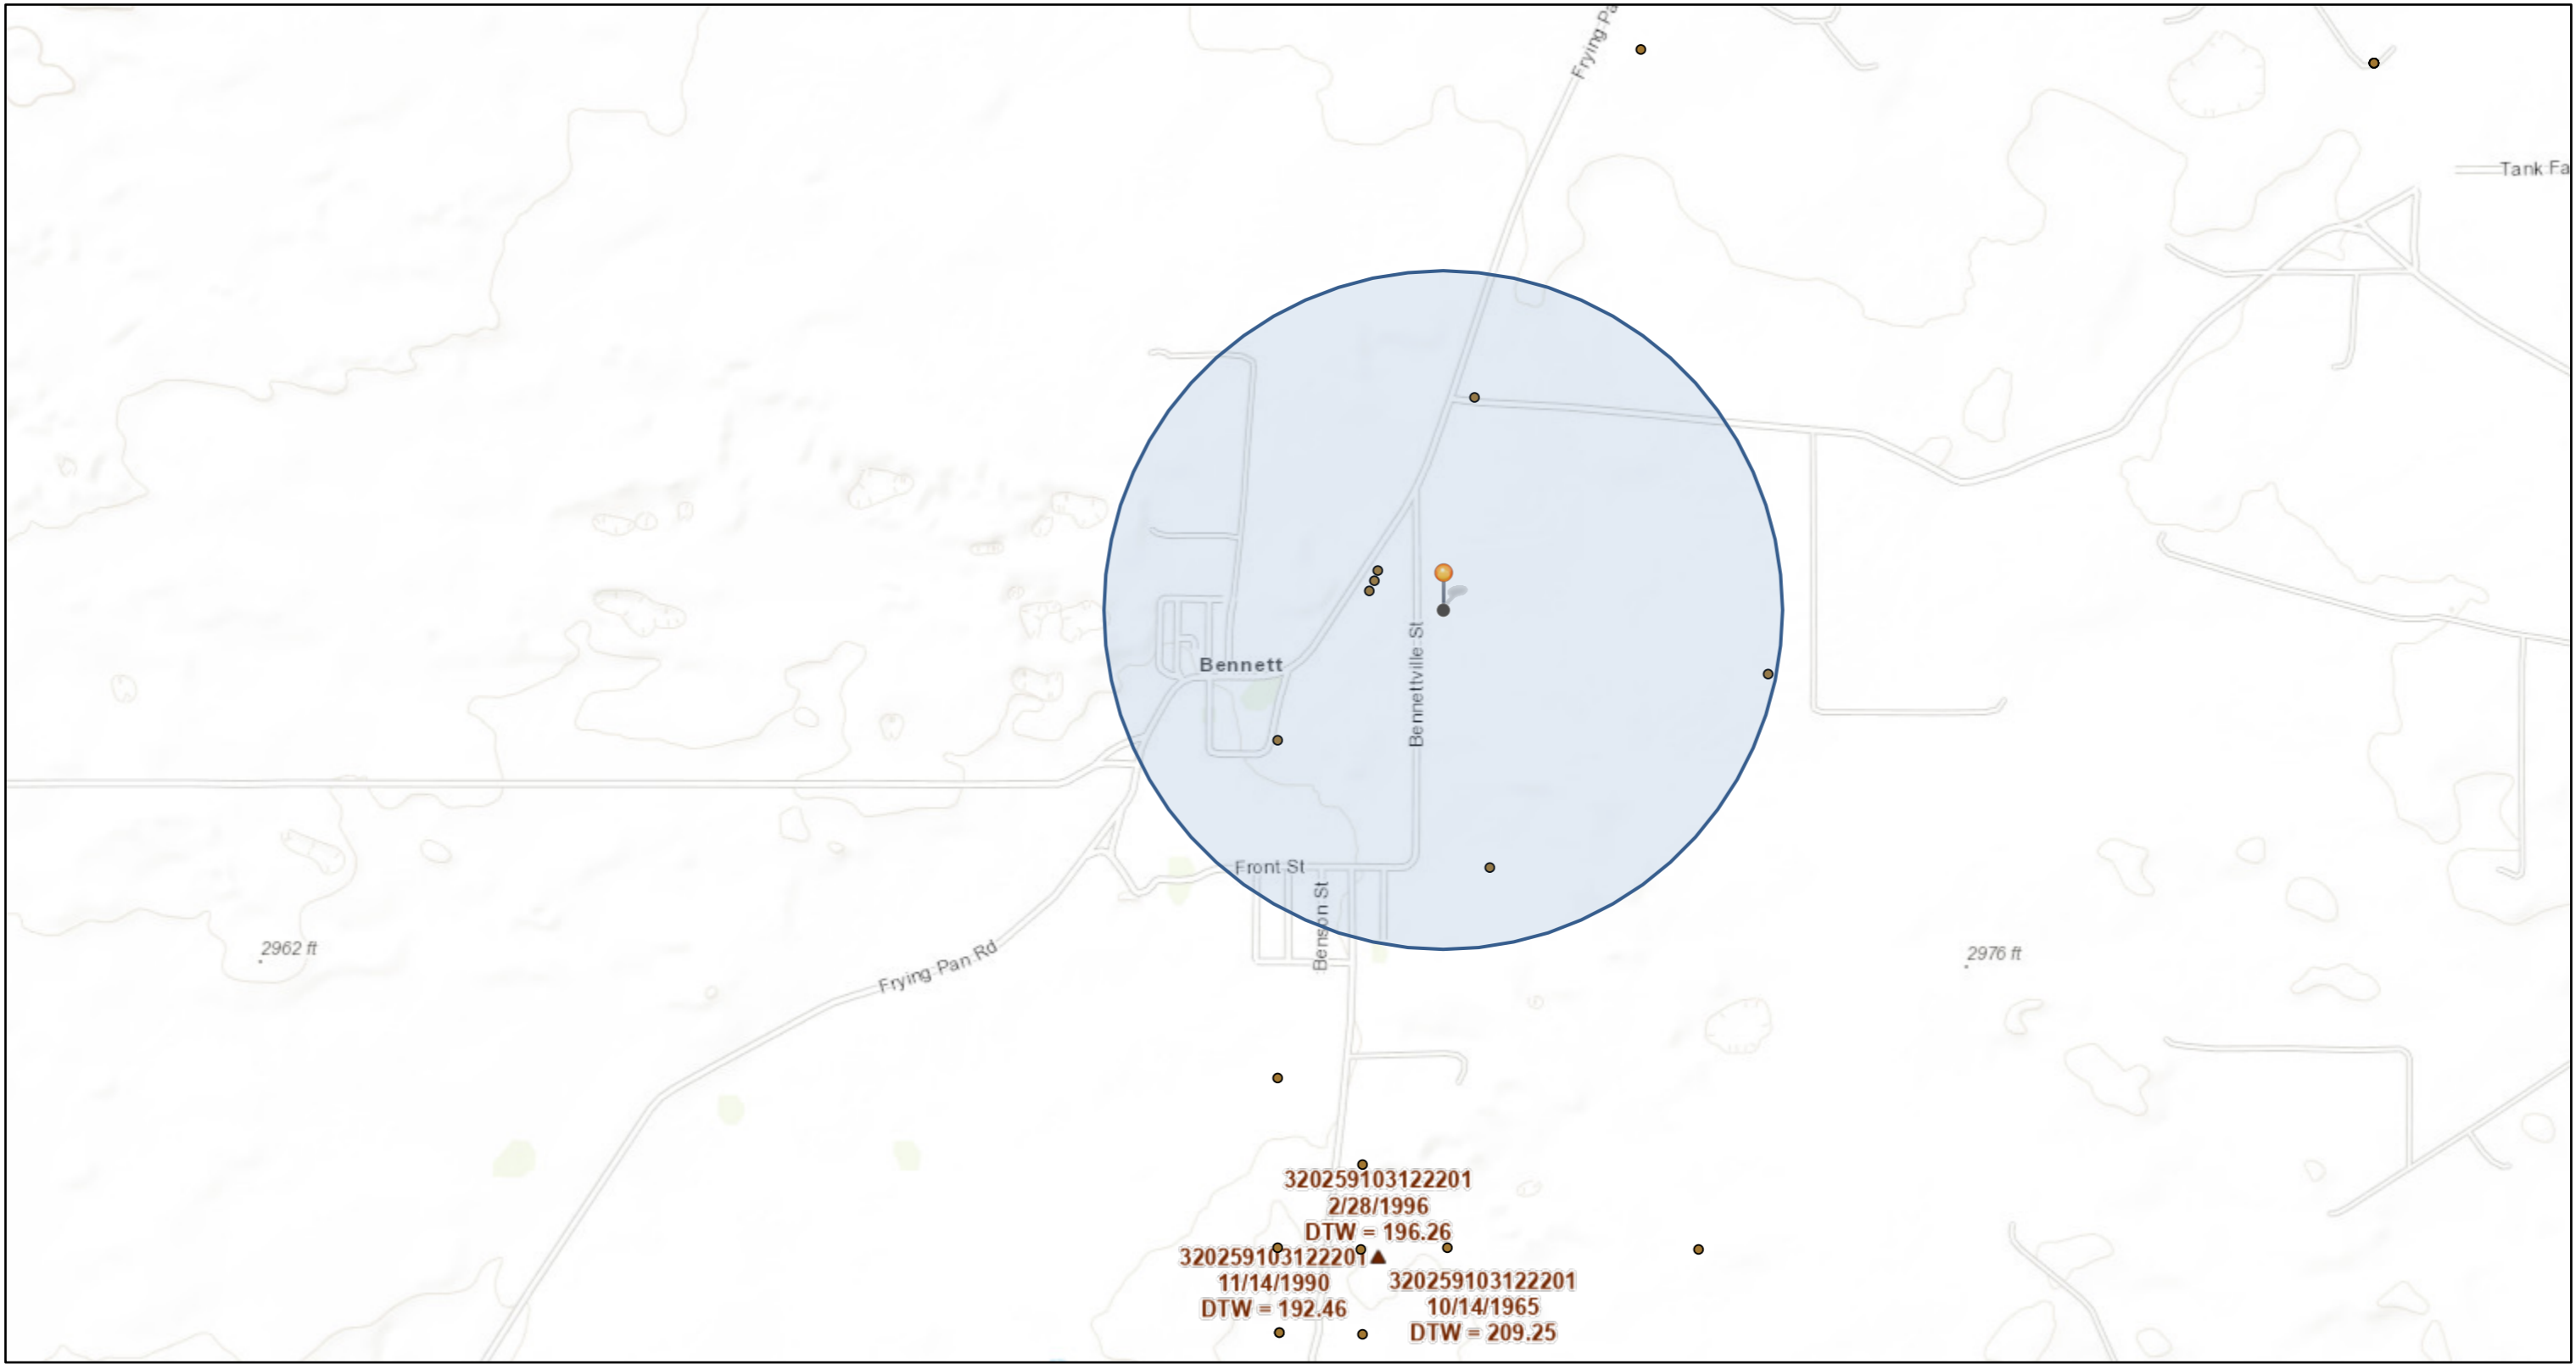 Frying Pa
Tank Fa
Bennett
Bennettville St
Front St
Benson St
2962 ft
2976 ft
Frying Pan Rd
320259103122201
2/28/1996
DTW = 196.26
320259103122201
11/14/1990
DTW = 192.46
320259103122201
10/14/1965
DTW = 209.25